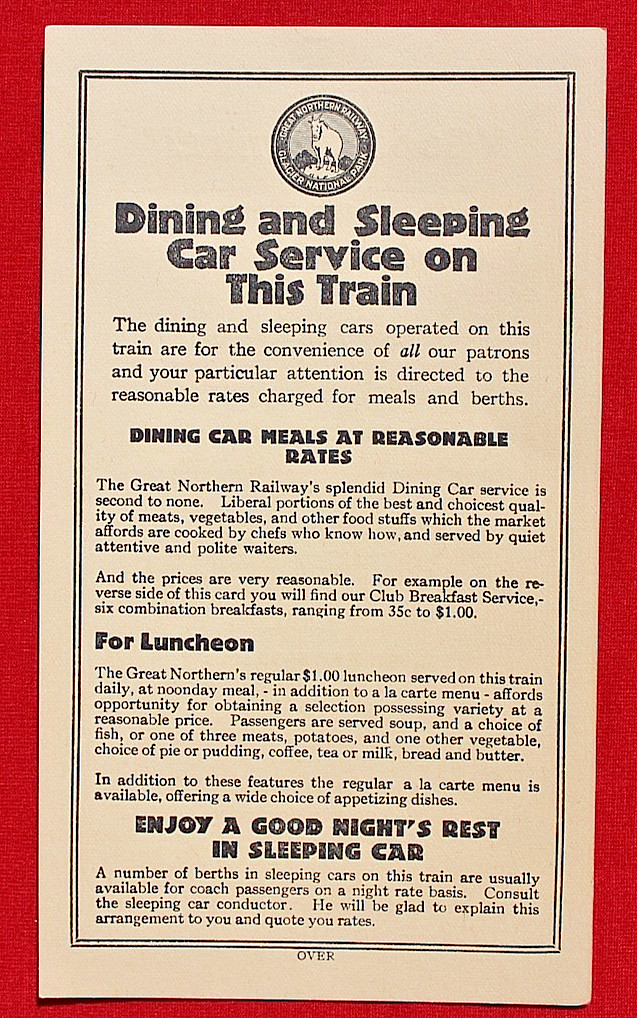 GREAT NORTHERN RAILWAY
GLACIER NATIONAL PARK
Dining and Sleeping
Car Service on
This Train
The dining and sleeping cars operated on this
train are for the convenience of all our patrons
and your particular attention is directed to the
reasonable rates charged for meals and berths.
DINING CAR MEALS AT REASONABLE
RATES
The Great Northern Railway's splendid Dining Car service is
second to none. Liberal portions of the best and choicest qual-
ity of meats, vegetables, and other food stuffs which the market
affords are cooked by chefs who know how, and served by quiet
attentive and polite waiters.
And the prices are very reasonable. For example on the re-
verse side of this card you will find our Club Breakfast Service,-
six combination breakfasts, ranging from 35c to $1.00.
For Luncheon
The Great Northern's regular $1.00 luncheon served on this train
daily, at noonday meal, - in addition to a la carte menu - affords
opportunity for obtaining a selection possessing variety at a
reasonable price. Passengers are served soup, and a choice of
fish, or one of three meats, potatoes, and one other vegetable,
choice of pie or pudding, coffee, tea or milk, bread and butter.
In addition to these features the regular a la carte menu is
available, offering a wide choice of appetizing dishes.
ENJOY A GOOD NIGHT'S REST
IN SLEEPING CAR
A number of berths in sleeping cars on this train are usually
available for coach passengers on a night rate basis. Consult
the sleeping car conductor. He will be glad to explain this
arrangement to you and quote you rates.
OVER